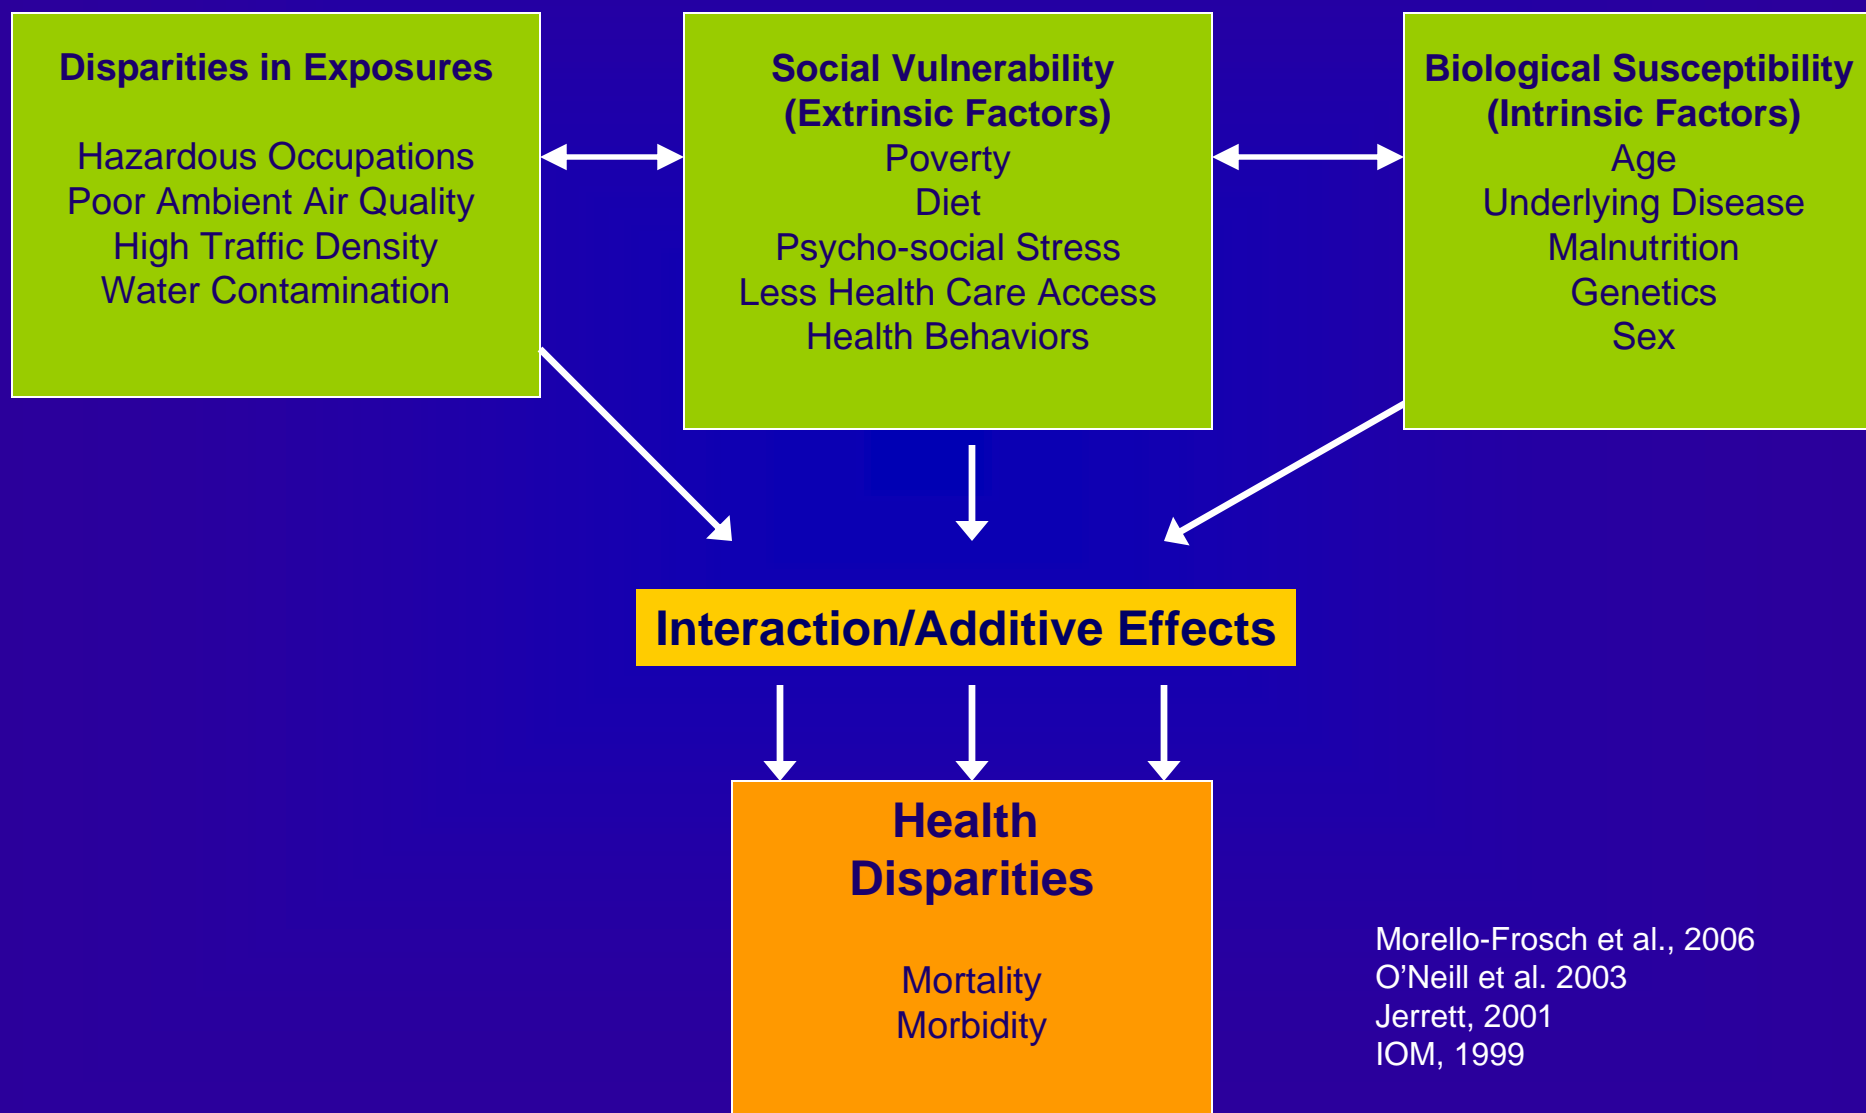 Disparities in Exposures
Hazardous Occupations
Poor Ambient Air Quality
High Traffic Density
Water Contamination
Social Vulnerability
(Extrinsic Factors)
Poverty
Diet
Psycho-social Stress
Less Health Care Access
Health Behaviors
Biological Susceptibility
(Intrinsic Factors)
Age
Underlying Disease
Malnutrition
Genetics
Sex
Interaction/Additive Effects
Health
Disparities
Mortality
Morbidity
Morello-Frosch et al., 2006
O’Neill et al. 2003
Jerrett, 2001
IOM, 1999